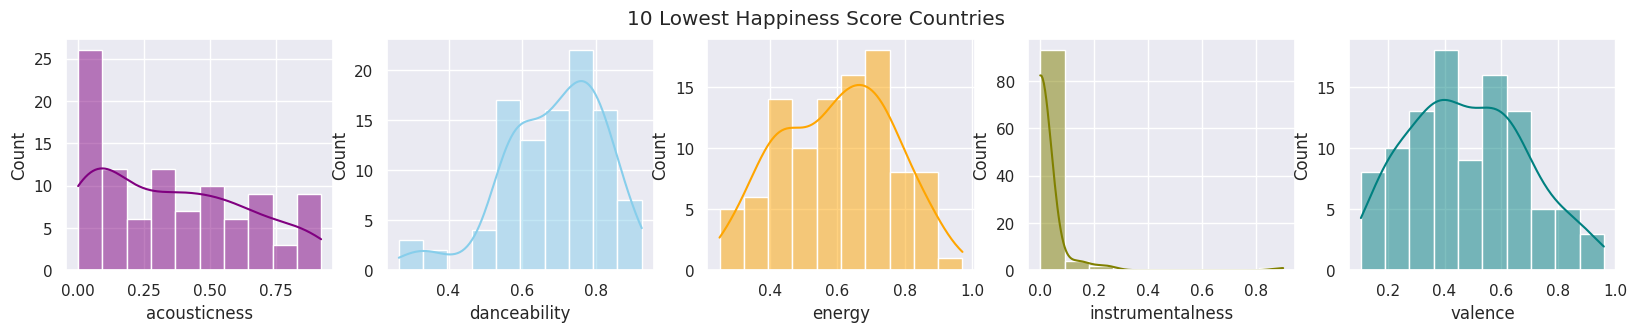 10 Lowest Happiness Score Countries
Count
25
20
15
10
5
0
0.00 0.25 0.50 0.75
acousticness
Count
20
15
10
5
0
0.4 0.6 0.8
danceability
Count
15
10
5
0
0.4 0.6 0.8 1.0
energy
Count
80
60
40
20
0
0.0 0.2 0.4 0.6 0.8
instrumentalness
Count
15
10
5
0
0.2 0.4 0.6 0.8 1.0
valence